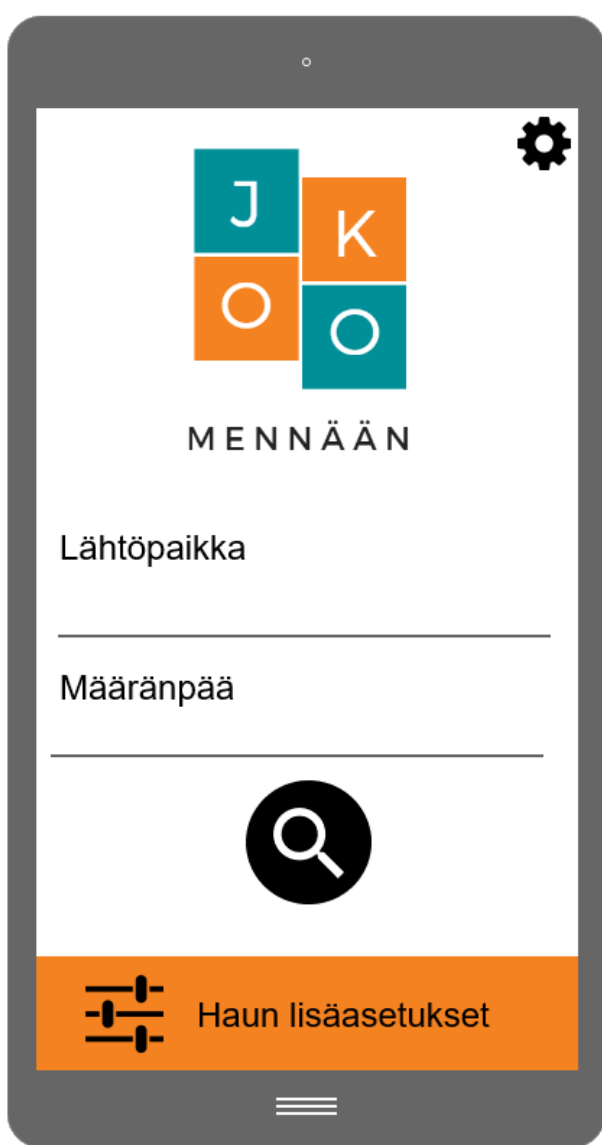 J K
O O
MENNÄÄN
Lähtöpaikka
Määränpää
Haun lisäasetukset